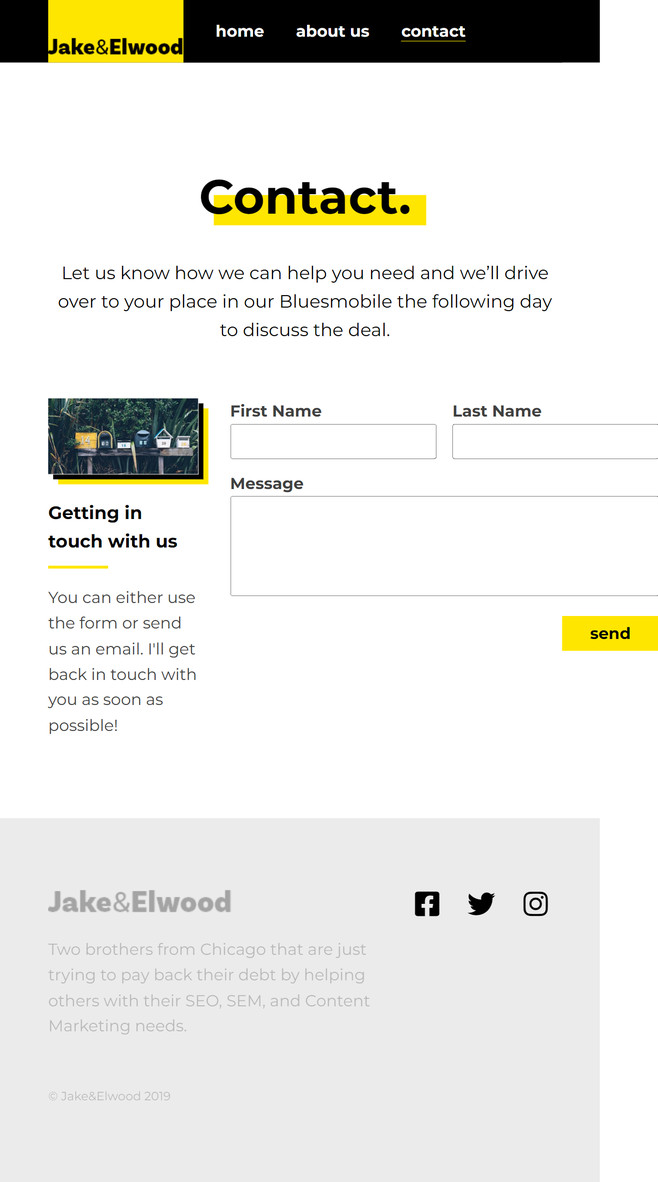 Jake&Elwood
home
about us
contact
Contact.
Let us know how we can help you need and we’ll drive
over to your place in our Bluesmobile the following day
to discuss the deal.
Getting in
touch with us
You can either use
the form or send
us an email. I'll get
back in touch with
you as soon as
possible!
First Name
Last Name
Message
send
Jake&Elwood
Two brothers from Chicago that are just
trying to pay back their debt by helping
others with their SEO, SEM, and Content
Marketing needs.
© Jake&Elwood 2019